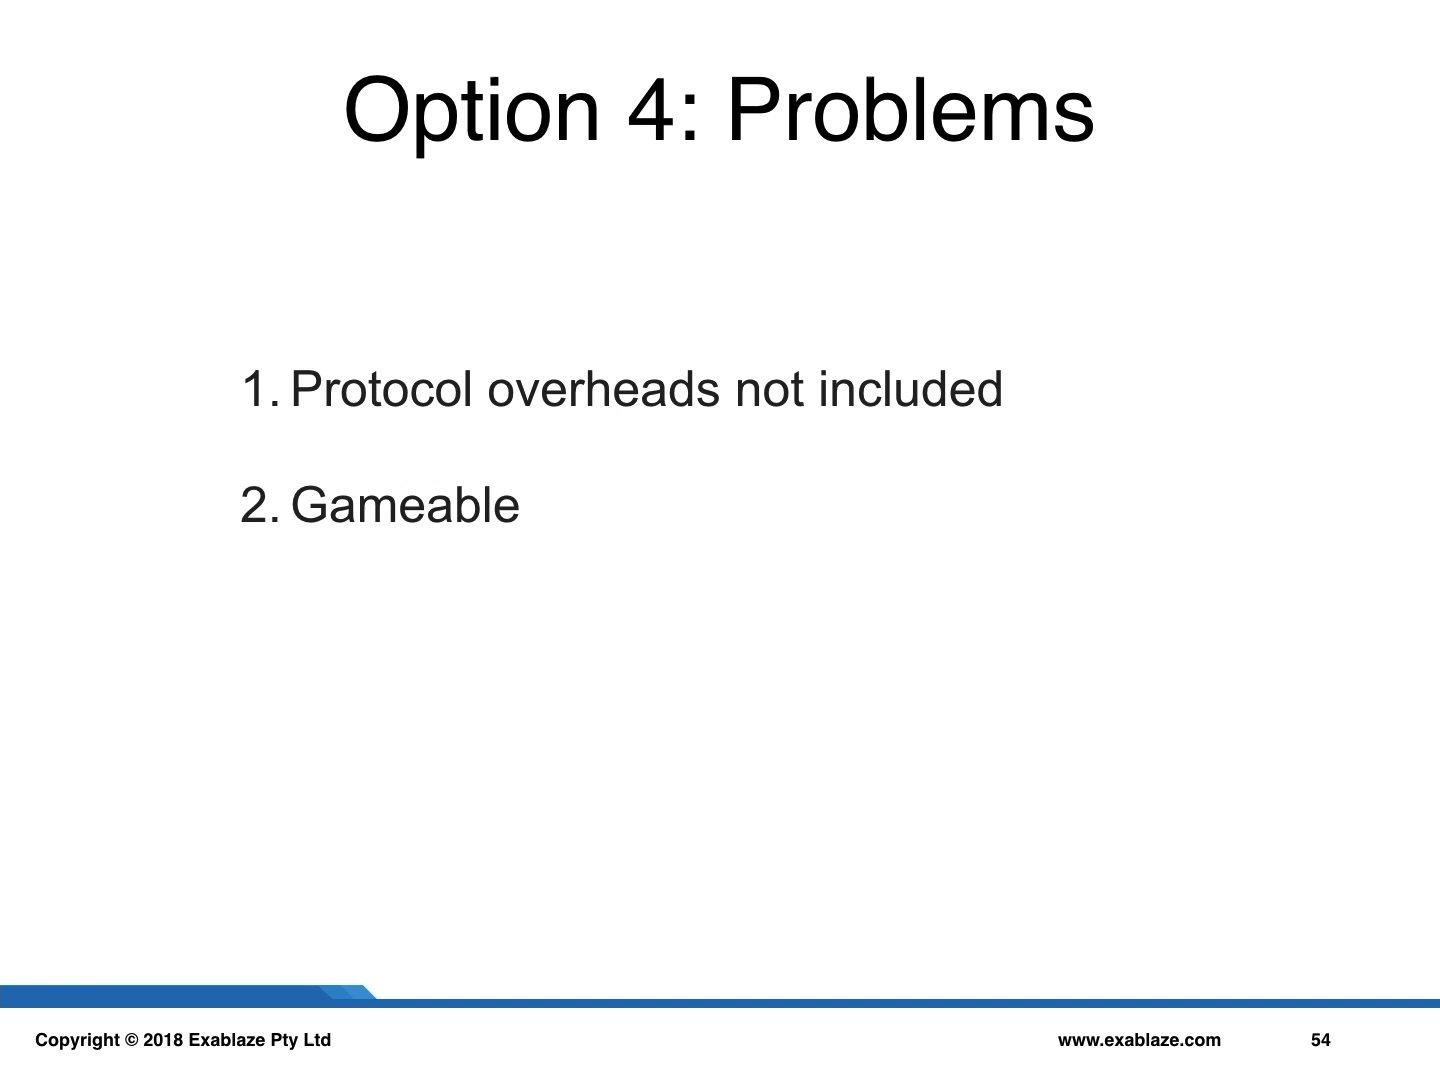 Option 4: Problems
1. Protocol overheads not included
2. Gameable
Copyright © 2018 Exablaze Pty Ltd www.exablaze.com 54